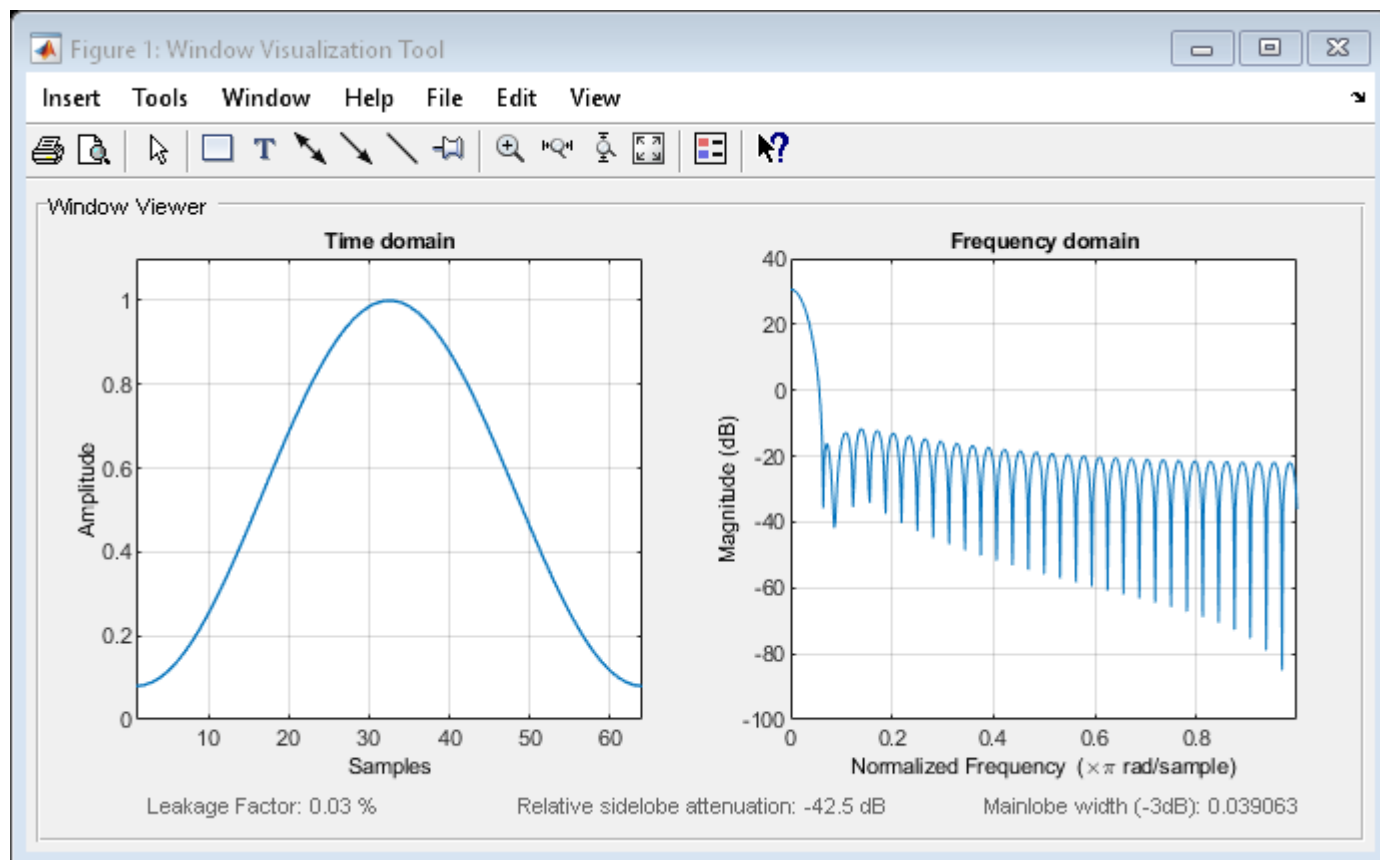 Figure 1: Window Visualization Tool
Insert Tools Window Help File Edit View
T
?
Window Viewer
Time domain
1
0.8
0.6
0.4
0.2
0
Amplitude
10 20 30 40 50 60
Samples
Frequency domain
40
20
0
-20
-40
-60
-80
-100
Magnitude (dB)
0 0.2 0.4 0.6 0.8
Normalized Frequency (×π rad/sample)
Leakage Factor: 0.03 % Relative sidelobe attenuation: -42.5 dB Mainlobe width (-3dB): 0.039063